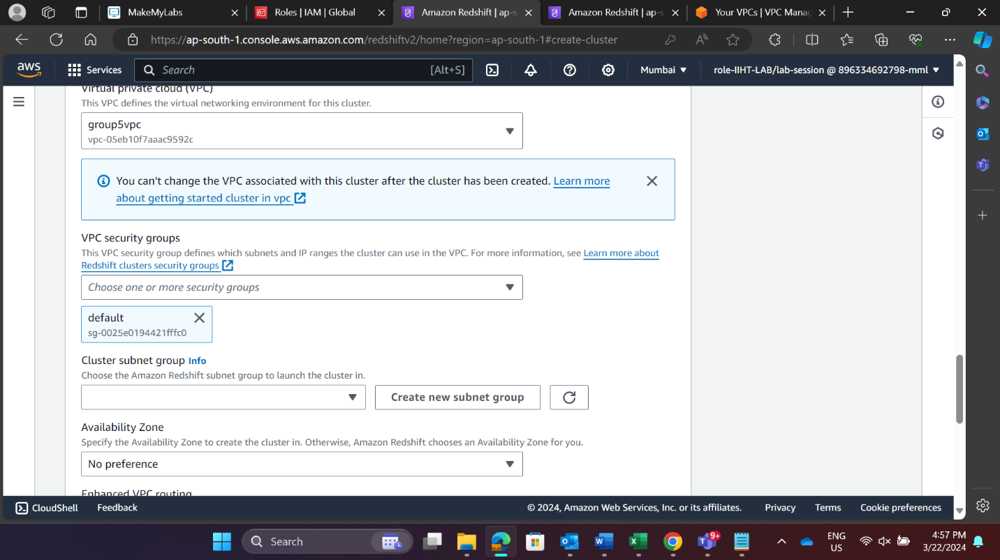 MakeMyLabs
Roles | IAM | Global
Amazon Redshift | ap-s
Amazon Redshift | ap-s
Your VPCs | VPC Manag
https://ap-south-1.console.aws.amazon.com/redshiftv2/home?region=ap-south-1#create-cluster
aws
Services
Search
[Alt+S]
Mumbai
role-IIHT-LAB/lab-session @ 896334692798-mml
Virtual private cloud (VPC)
This VPC defines the virtual networking environment for this cluster.
group5vpc
vpc-05eb10f7aaac9592c
You can't change the VPC associated with this cluster after the cluster has been created. Learn more
about getting started cluster in vpc
VPC security groups
This VPC security group defines which subnets and IP ranges the cluster can use in the VPC. For more information, see Learn more about
Redshift clusters security groups
Choose one or more security groups
default
sg-0025e0194421fffc0
Cluster subnet group Info
Choose the Amazon Redshift subnet group to launch the cluster in.
Create new subnet group
Availability Zone
Specify the Availability Zone to create the cluster in. Otherwise, Amazon Redshift chooses an Availability Zone for you.
No preference
Enhanced VPC routing
CloudShell
Feedback
© 2024, Amazon Web Services, Inc. or its affiliates.
Privacy
Terms
Cookie preferences
Search
9+
ENG
US
4:57 PM
3/22/2024